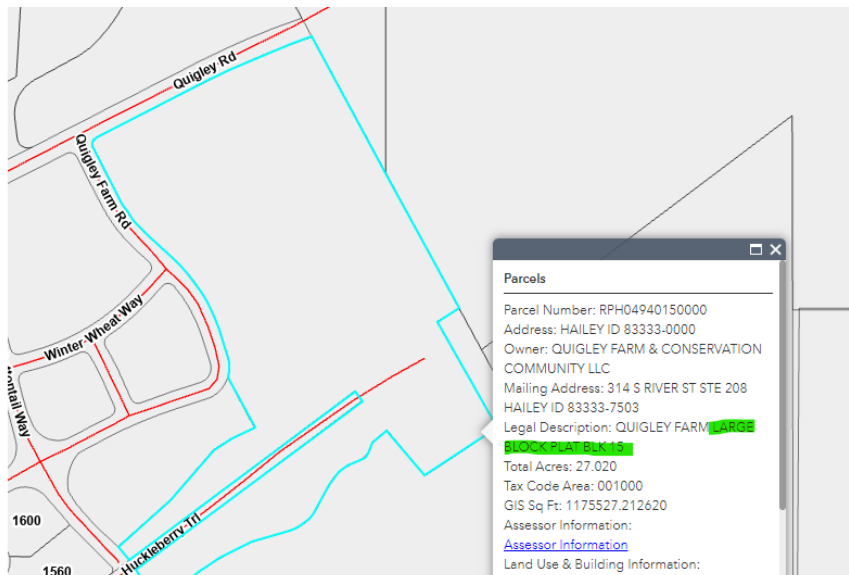 Quigley Rd
Quigley Farm Rd
Winter Wheat Way
Huckleberry Trl
1600
1560
Parcels
Parcel Number: RPH04940150000
Address: HAILEY ID 83333-0000
Owner: QUIGLEY FARM & CONSERVATION
COMMUNITY LLC
Mailing Address: 314 S RIVER ST STE 208
HAILEY ID 83333-7503
Legal Description: QUIGLEY FARM LARGE
BLOCK PLAT BLK 15
Total Acres: 27.020
Tax Code Area: 001000
GIS Sq Ft: 1175527.212620
Assessor Information:
Assessor Information
Land Use & Building Information: